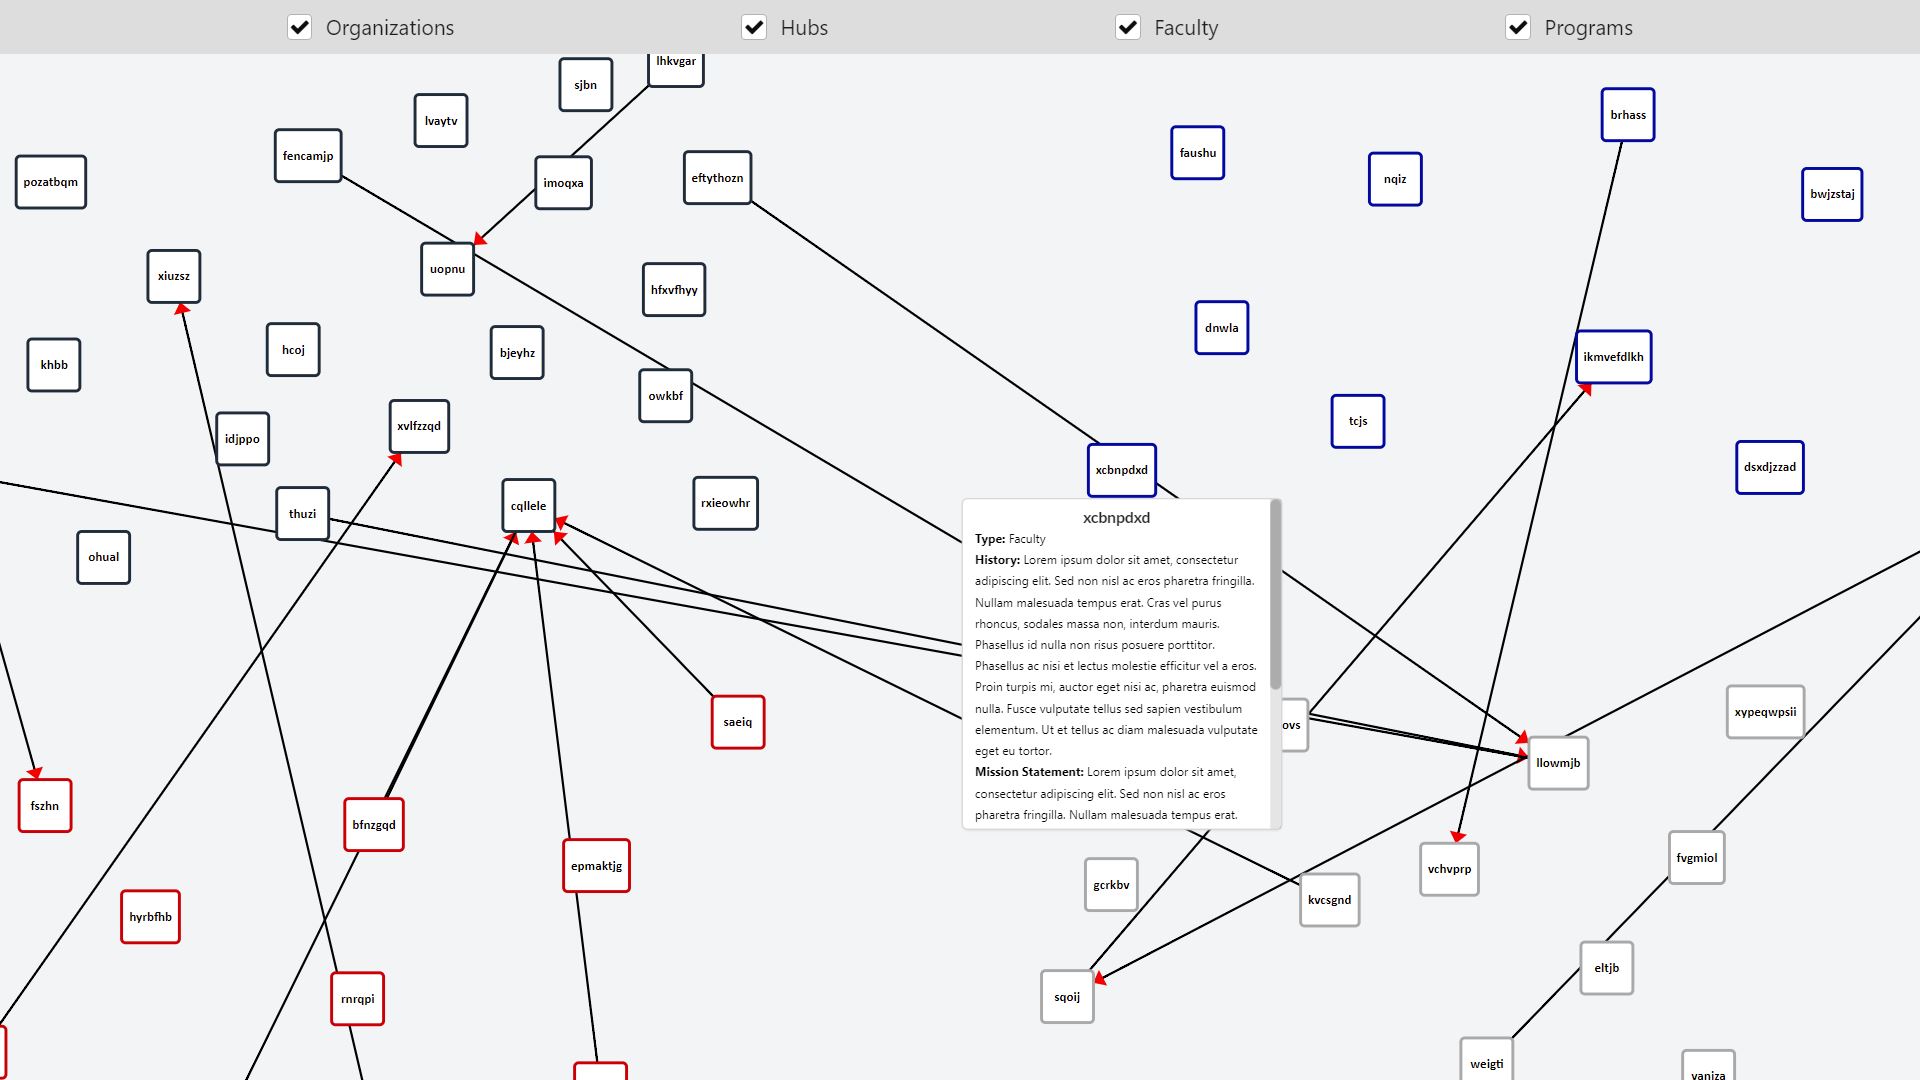 Organizations
Hubs
Faculty
Programs
lhkvgar
sjbn
brhass
lvaytv
faushu
fencamjp
eftythozn
nqiz
pozatbqm
imoqxa
bwjzstaj
uopnu
xiuzsz
hfxvfhyy
dnwla
hcoj
bjeyhz
ikmvefdlkh
khbb
owkbf
tcjs
xvlfzzqd
idjppo
dsxdjzzad
xcbnpdxd
rxieowhr
cqllele
thuzi
ohual
xcbnpdxd
Type: Faculty
History: Lorem ipsum dolor sit amet, consectetur
adipiscing elit. Sed non nisl ac eros pharetra fringilla.
Nullam malesuada tempus erat. Cras vel purus
rhoncus, sodales massa non, interdum mauris.
Phasellus id nulla non risus posuere porttitor.
Phasellus ac nisi et lectus molestie efficitur vel a eros.
Proin turpis mi, auctor eget nisi ac, pharetra euismod
nulla. Fusce vulputate tellus sed sapien vestibulum
elementum. Ut et tellus ac diam malesuada vulputate
eget eu tortor.
Mission Statement: Lorem ipsum dolor sit amet,
consectetur adipiscing elit. Sed non nisl ac eros
pharetra fringilla. Nullam malesuada tempus erat.
xypeqwpsii
saeiq
ovs
llowmjb
fszhn
bfnzgqd
fvgmiol
epmaktjg
vchvprp
gcrkbv
kvcsgnd
hyrbfhb
eltjb
sqoij
rnrqpi
weigti
vaniza